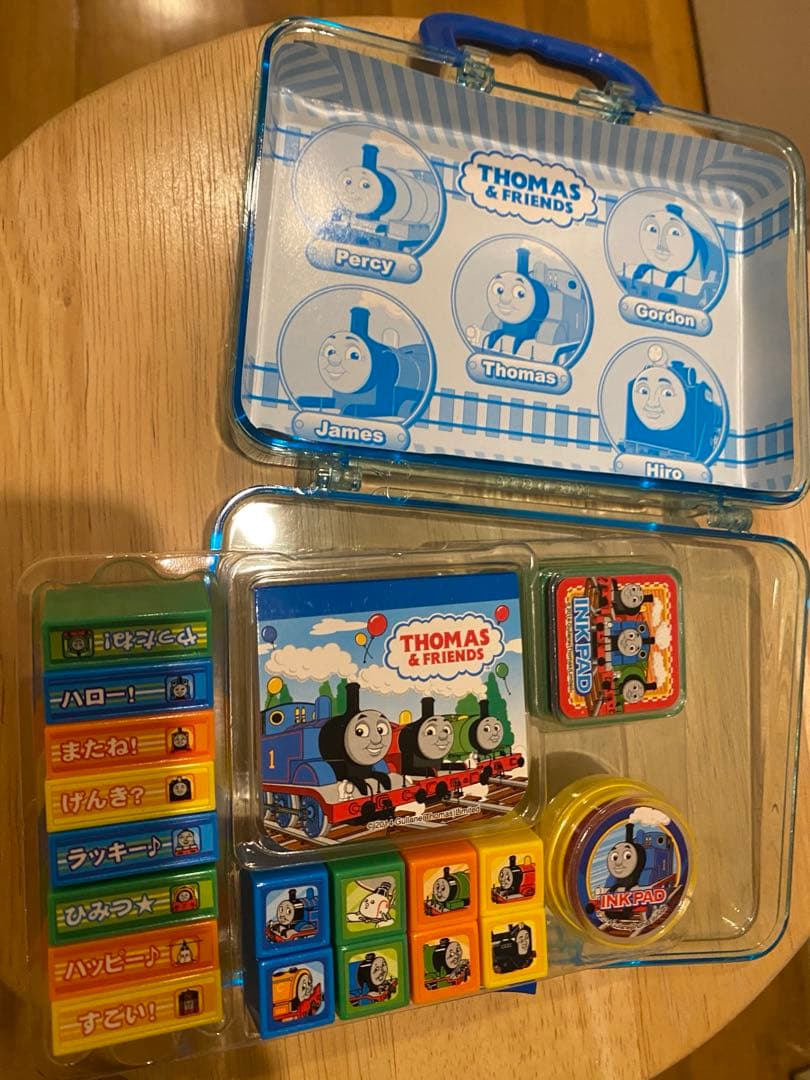 THOMAS
& FRIENDS
Percy
Gordon
Thomas
James
Hiro
やったね!
ハロー!
またね!
げんき?
ラッキー♪
ひみつ★
ハッピー♪
すごい!
THOMAS
& FRIENDS
1
INK PAD
INK PAD